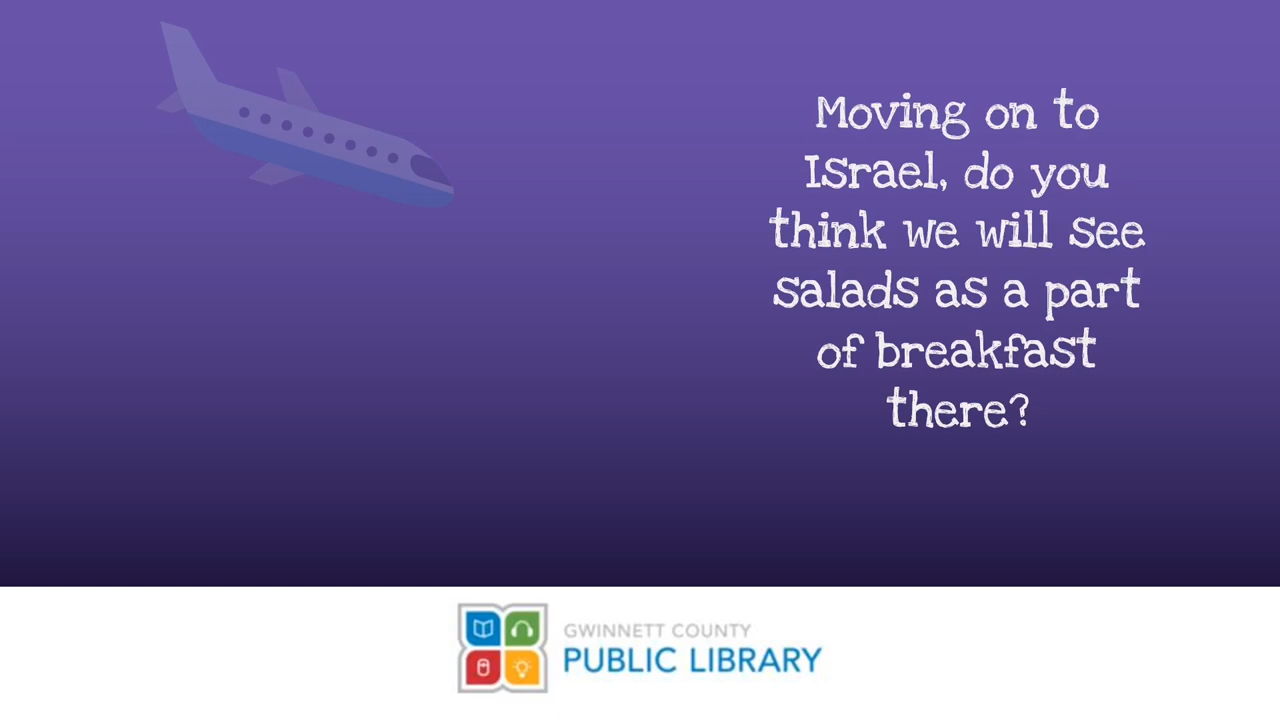 Moving on to
Israel, do you
think we will see
salads as a part
of breakfast
there?
GWINNETT COUNTY
PUBLIC LIBRARY